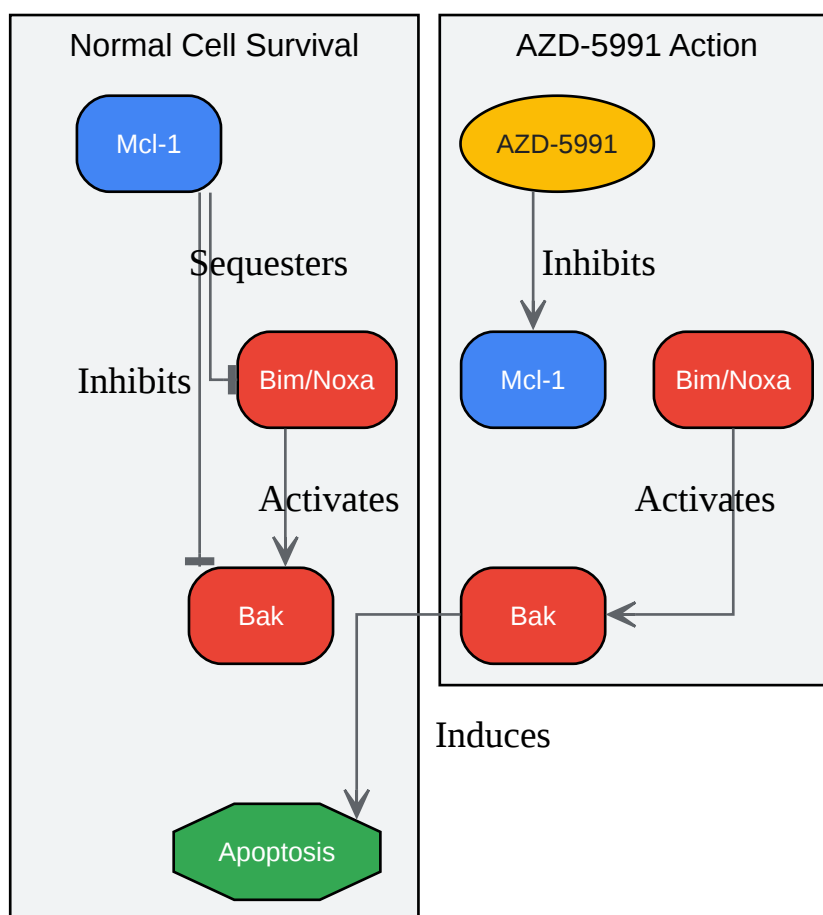 Normal Cell Survival
Mcl-1
Sequesters
Inhibits
Bim/Noxa
Activates
Bak
Apoptosis
AZD-5991 Action
AZD-5991
Inhibits
Mcl-1
Bim/Noxa
Activates
Bak
Induces